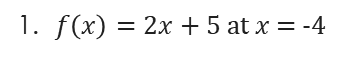 1. f(x) = 2x + 5 at x = -4